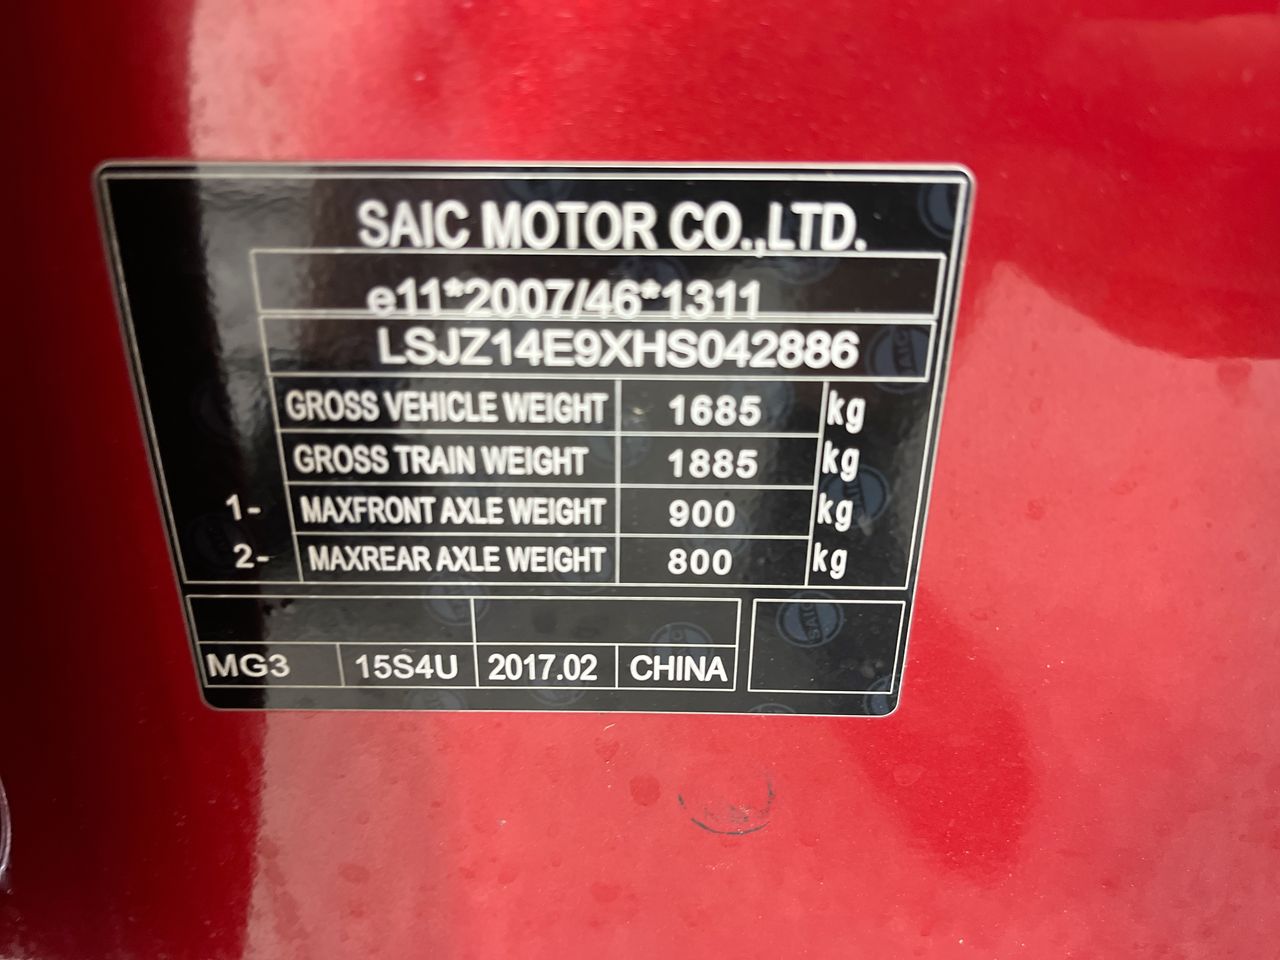 SAIC MOTOR CO.,LTD.
e11*2007/46*1311
LSJZ14E9XHS042886
GROSS VEHICLE WEIGHT 1685 kg
GROSS TRAIN WEIGHT 1885 kg
1- MAXFRONT AXLE WEIGHT 900 kg
2- MAXREAR AXLE WEIGHT 800 kg
SAIC
MG3 15S4U 2017.02 CHINA